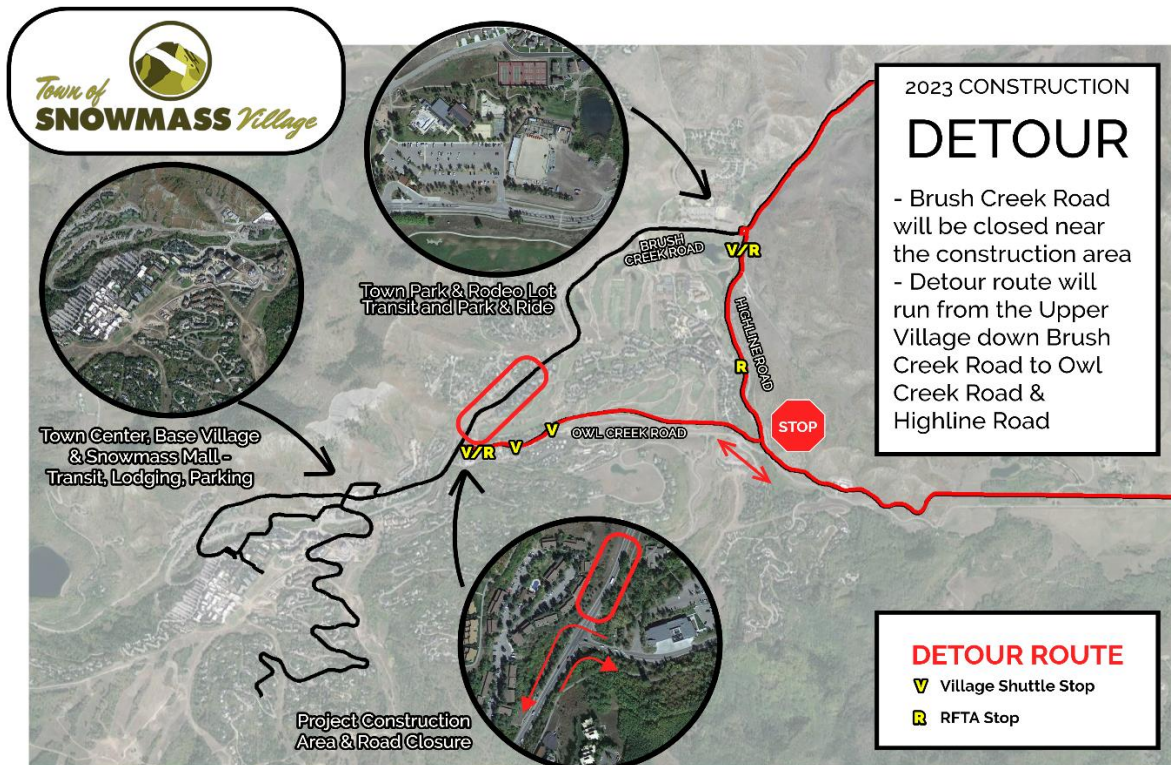 Town of
SNOWMASS Village
Town Park & Rodeo Lot
Transit and Park & Ride
Town Center, Base Village
& Snowmass Mall -
Transit, Lodging, Parking
BRUSH
CREEK ROAD
V/R
HIGHLINE ROAD
R
V/R
V
V
OWL CREEK ROAD
STOP
Project Construction
Area & Road Closure
2023 CONSTRUCTION
DETOUR
- Brush Creek Road
will be closed near
the construction area
- Detour route will
run from the Upper
Village down Brush
Creek Road to Owl
Creek Road &
Highline Road
DETOUR ROUTE
V Village Shuttle Stop
R RFTA Stop